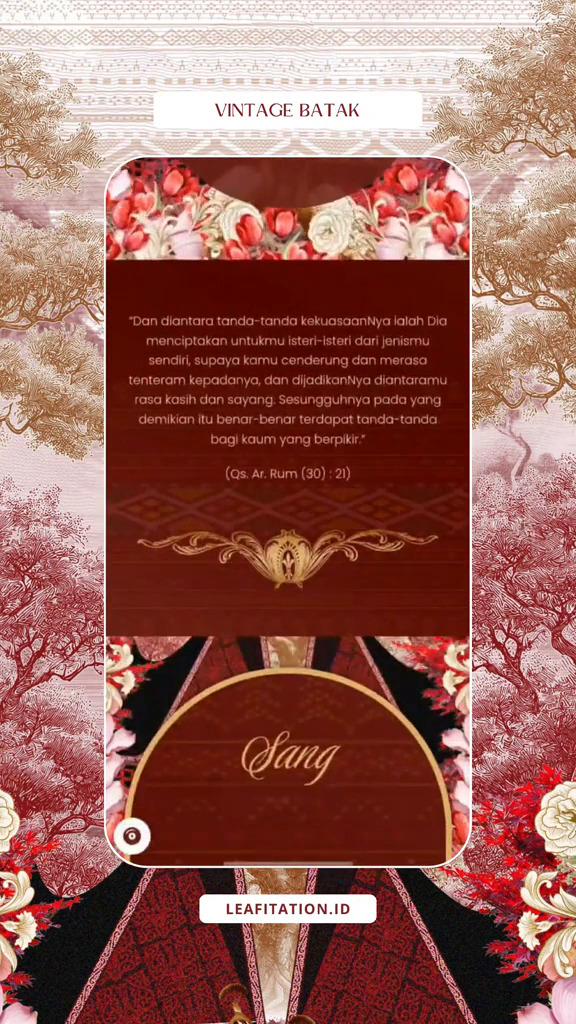 VINTAGE BATAK
"Dan diantara tanda-tanda kekuasaanNya ialah Dia
menciptakan untukmu isteri-isteri dari jenismu
sendiri, supaya kamu cenderung dan merasa
tenteram kepadanya, dan dijadikanNya diantaramu
rasa kasih dan sayang. Sesungguhnya pada yang
demikian itu benar-benar terdapat tanda-tanda
bagi kaum yang berpikir."
(Qs. Ar. Rum (30) : 21)
Sang
LEAFITATION.ID